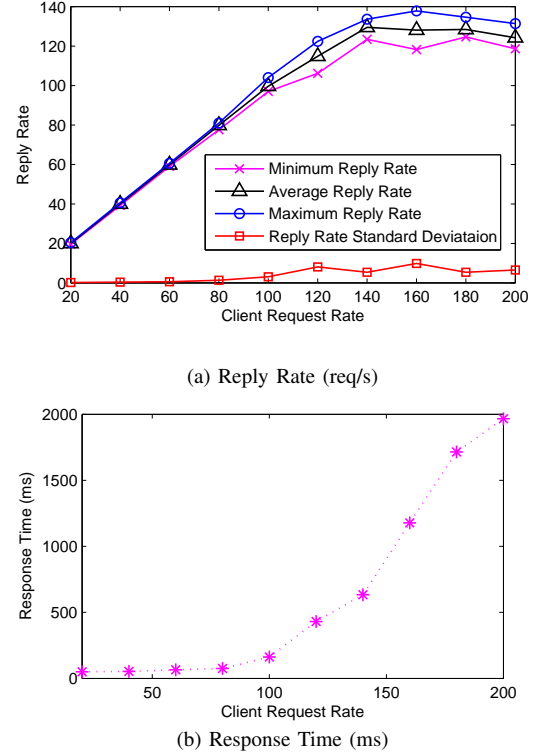 140
120
100
80
60
40
20
0
Reply Rate
Minimum Reply Rate
Average Reply Rate
Maximum Reply Rate
Reply Rate Standard Deviataion
20 40 60 80 100 120 140 160 180 200
Client Request Rate
(a) Reply Rate (req/s)
2000
1500
1000
500
0
Response Time (ms)
50 100 150 200
Client Request Rate
(b) Response Time (ms)